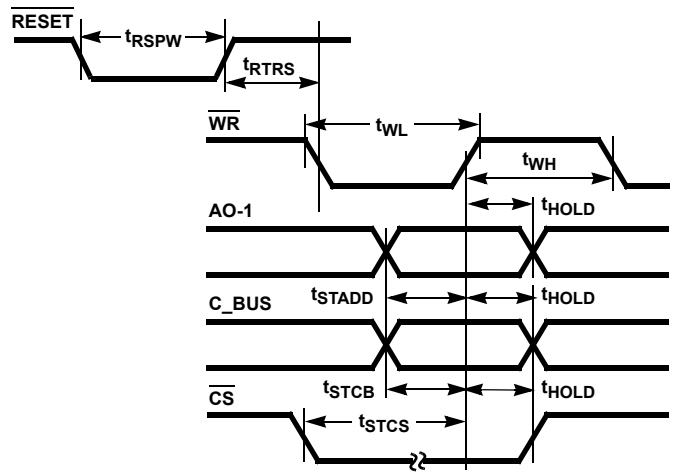 RESET
tRSPW
tRTRS
WR
tWL
tWH
AO-1
tHOLD
C_BUS
tSTADD
tHOLD
CS
tSTCB
tHOLD
tSTCS